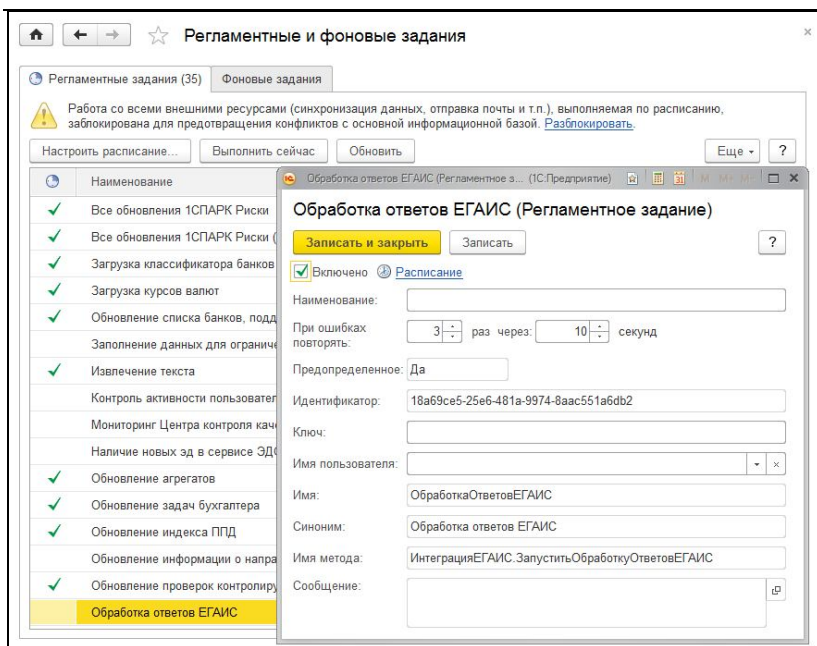 Регламентные и фоновые задания
Регламентные задания (35) Фоновые задания
Работа со всеми внешними ресурсами (синхронизация данных, отправка почты и т.п.), выполняемая по расписанию,
заблокирована для предотвращения конфликтов с основной информационной базой. Разблокировать.
Настроить расписание... Выполнить сейчас Обновить Еще ?
Наименование
Все обновления 1СПАРК Риски
Все обновления 1СПАРК Риски (
Загрузка классификатора банков
Загрузка курсов валют
Обновление списка банков, подд
Заполнение данных для ограниче
Извлечение текста
Контроль активности пользовател
Мониторинг Центра контроля каче
Наличие новых эд в сервисе ЭДО
Обновление агрегатов
Обновление задач бухгалтера
Обновление индекса ППД
Обновление информации о напра
Обновление проверок контролиру
Обработка ответов ЕГАИС
Обработка ответов ЕГАИС (Регламентное з... (1С:Предприятие) M M+ M-
Обработка ответов ЕГАИС (Регламентное задание)
Записать и закрыть Записать ?
Включено Расписание
Наименование:
При ошибках
повторять: 3 раз через: 10 секунд
Предопределенное: Да
Идентификатор: 18a69ce5-25e6-481a-9974-8aac551a6db2
Ключ:
Имя пользователя:
Имя: ОбработкаОтветовЕГАИС
Синоним: Обработка ответов ЕГАИС
Имя метода: ИнтеграцияЕГАИС.ЗапуститьОбработкуОтветовЕГАИС
Сообщение: